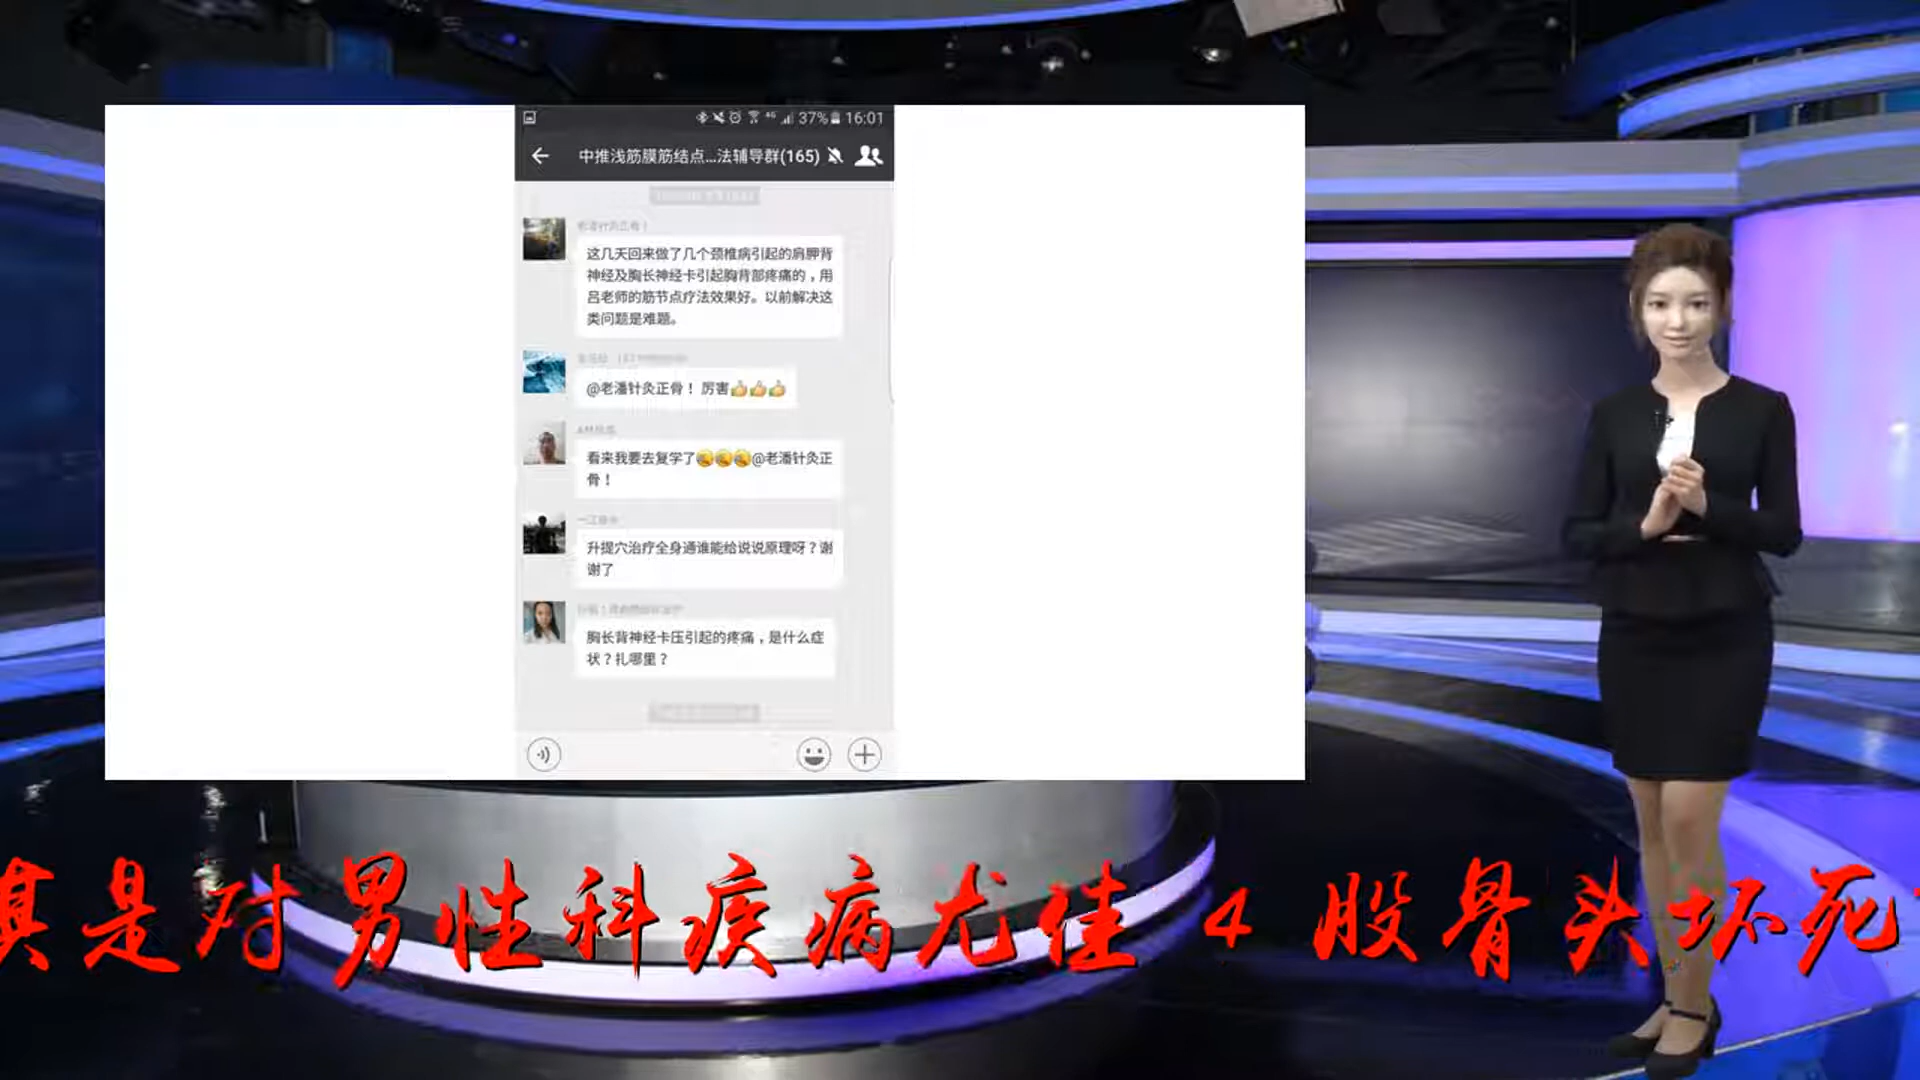 37% 16:01
中推浅筋膜筋结点...法辅导群(165)
这几天回来做了几个颈椎病引起的肩胛背
神经及胸长神经卡引起胸背部疼痛的，用
吕老师的筋节点疗法效果好。以前解决这
类问题是难题。
@老潘针灸正骨！ 厉害👍👍👍
看来我要去复学了
@老潘针灸正
骨！
升提穴治疗全身通谁能给说说原理呀？谢
谢了
胸长背神经卡压引起的疼痛，是什么症
状？扎哪里？
其是对男性科疾病尤佳 4 股骨头坏死